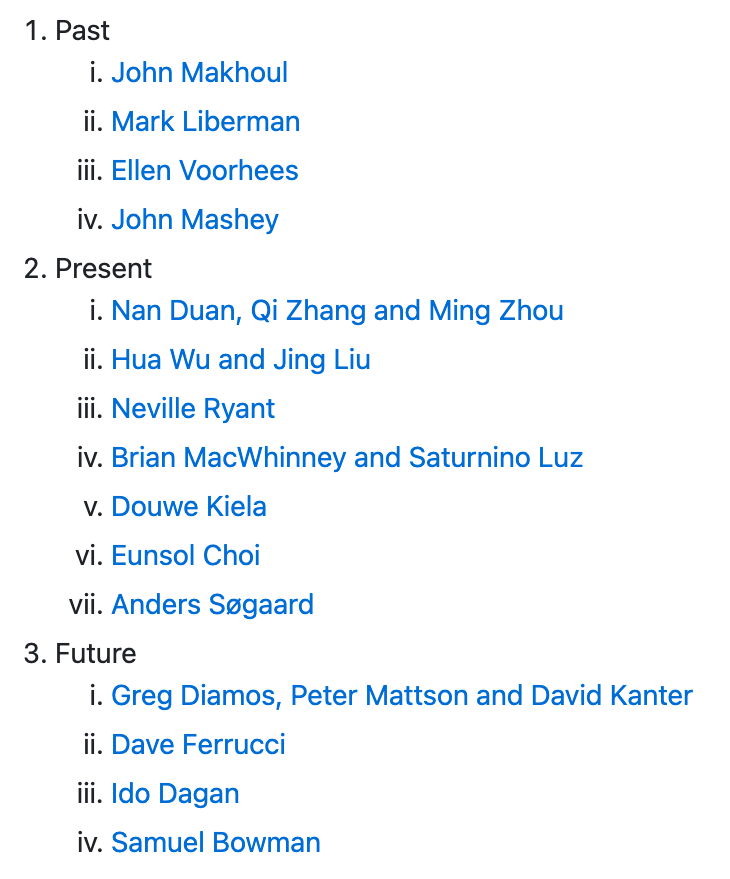 1. Past
i. John Makhoul
ii. Mark Liberman
iii. Ellen Voorhees
iv. John Mashey
2. Present
i. Nan Duan, Qi Zhang and Ming Zhou
ii. Hua Wu and Jing Liu
iii. Neville Ryant
iv. Brian MacWhinney and Saturnino Luz
v. Douwe Kiela
vi. Eunsol Choi
vii. Anders Søgaard
3. Future
i. Greg Diamos, Peter Mattson and David Kanter
ii. Dave Ferrucci
iii. Ido Dagan
iv. Samuel Bowman